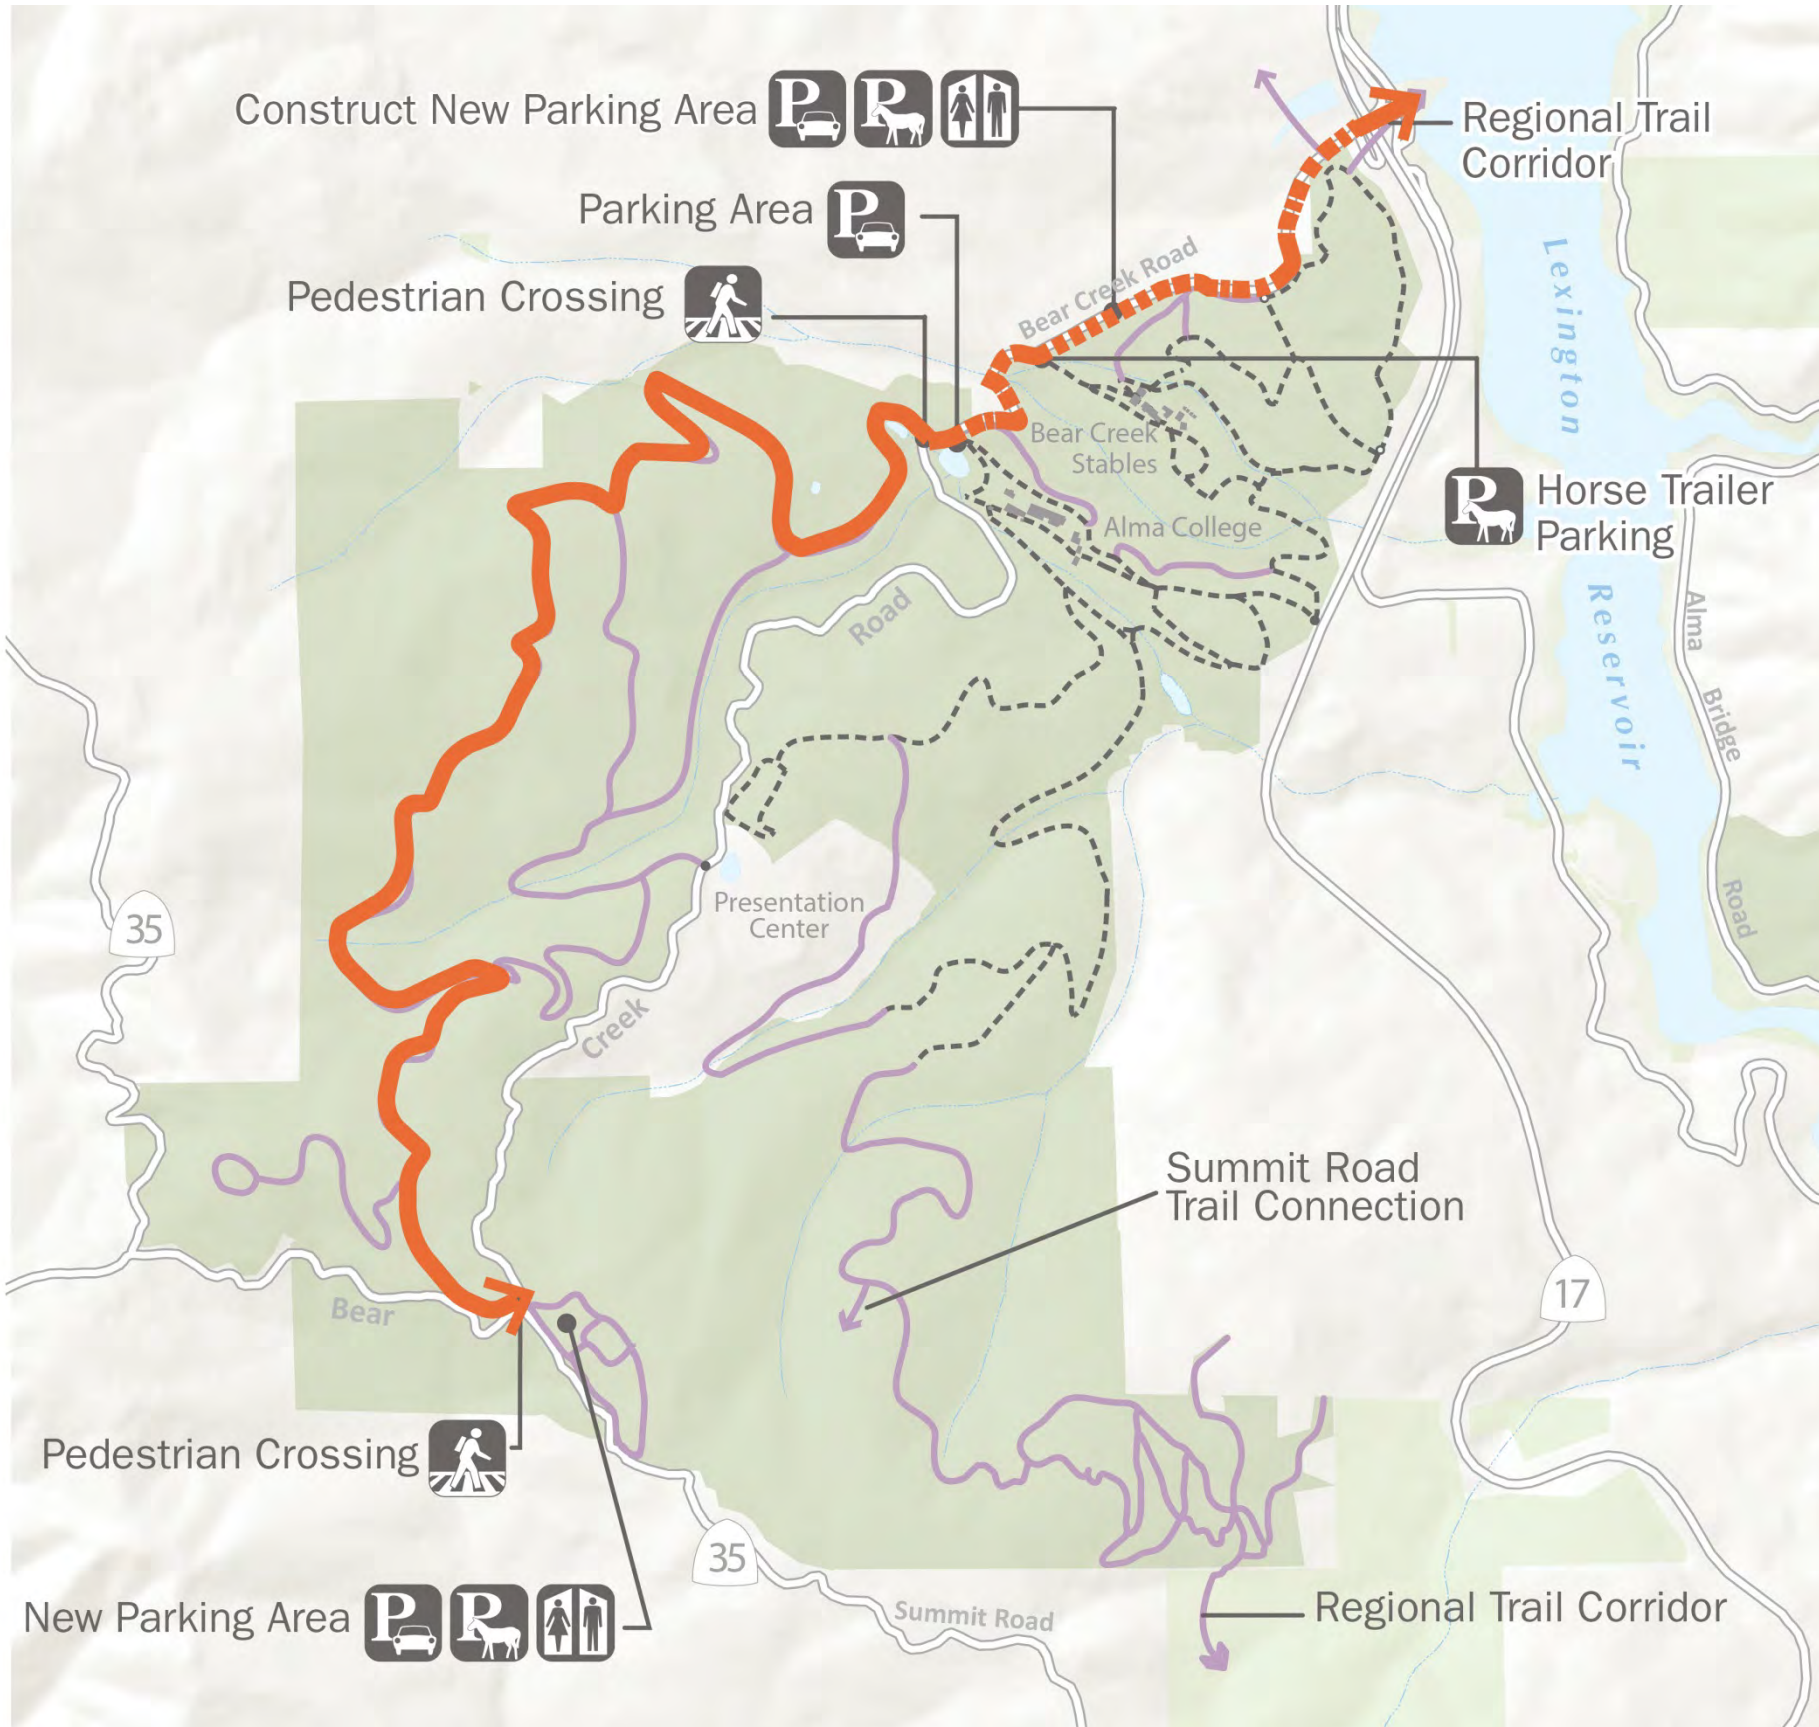 Construct New Parking Area
P
P
Regional Trail
Corridor
Parking Area
P
Pedestrian Crossing
Bear Creek Road
Lexington
Bear Creek
Stables
P
Horse Trailer
Parking
Alma College
Road
Reservoir
Alma
Bridge
Road
Presentation
Center
35
Creek
Summit Road
Trail Connection
17
Bear
Pedestrian Crossing
35
New Parking Area
P
P
Summit Road
Regional Trail Corridor